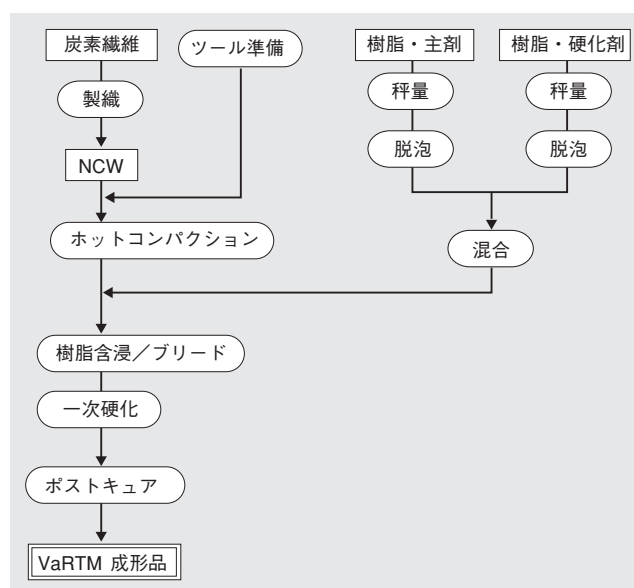 炭素繊維
ツール準備
樹脂・主剤
樹脂・硬化剤
製織
秤量
秤量
脱泡
脱泡
NCW
ホットコンパクション
混合
樹脂含浸／ブリード
一次硬化
ポストキュア
VaRTM 成形品